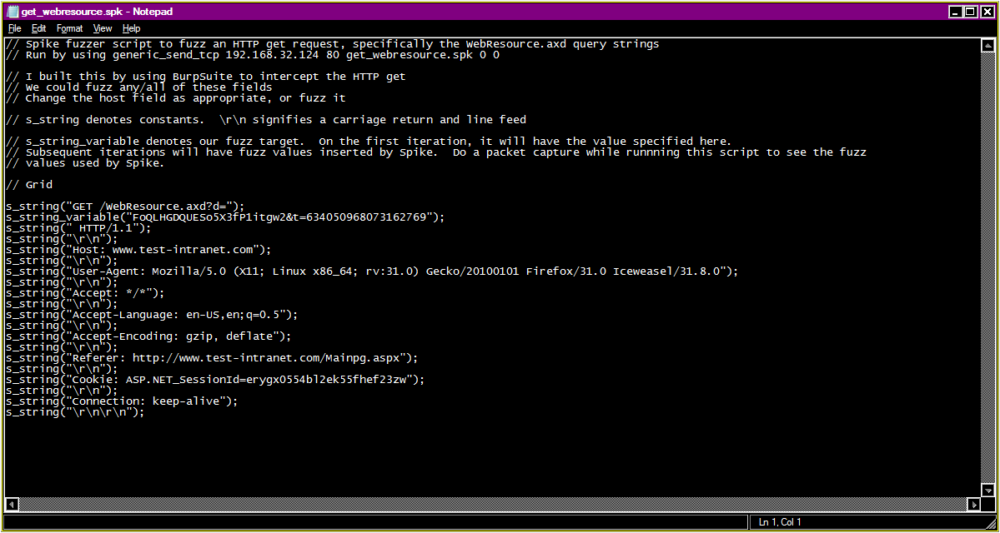 get_webresource.spk - Notepad
File Edit Format View Help
// Spike fuzzer script to fuzz an HTTP get request, specifically the WebResource.axd query strings
// Run by using generic_send_tcp 192.168.32.124 80 get_webresource.spk 0 0
// I built this by using BurpSuite to intercept the HTTP get
// We could fuzz any/all of these fields
// Change the host field as appropriate, or fuzz it
// s_string denotes constants.  \r\n signifies a carriage return and line feed
// s_string_variable denotes our fuzz target.  On the first iteration, it will have the value specified here.
// Subsequent iterations will have fuzz values inserted by Spike.  Do a packet capture while runnning this script to see the fuzz
// values used by Spike.
// Grid
s_string("GET /WebResource.axd?d=");
s_string_variable("FoQLHGDQUESo5X3fP1itgw2&t=634050968073162769");
s_string(" HTTP/1.1");
s_string("\r\n");
s_string("Host: www.test-intranet.com");
s_string("\r\n");
s_string("User-Agent: Mozilla/5.0 (X11; Linux x86_64; rv:31.0) Gecko/20100101 Firefox/31.0 Iceweasel/31.8.0");
s_string("\r\n");
s_string("Accept: */*");
s_string("\r\n");
s_string("Accept-Language: en-US,en;q=0.5");
s_string("\r\n");
s_string("Accept-Encoding: gzip, deflate");
s_string("\r\n");
s_string("Referer: http://www.test-intranet.com/Mainpg.aspx");
s_string("\r\n");
s_string("Cookie: ASP.NET_SessionId=erygx0554bl2ek55fhef23zw");
s_string("\r\n");
s_string("Connection: keep-alive");
s_string("\r\n\r\n");
Ln 1, Col 1